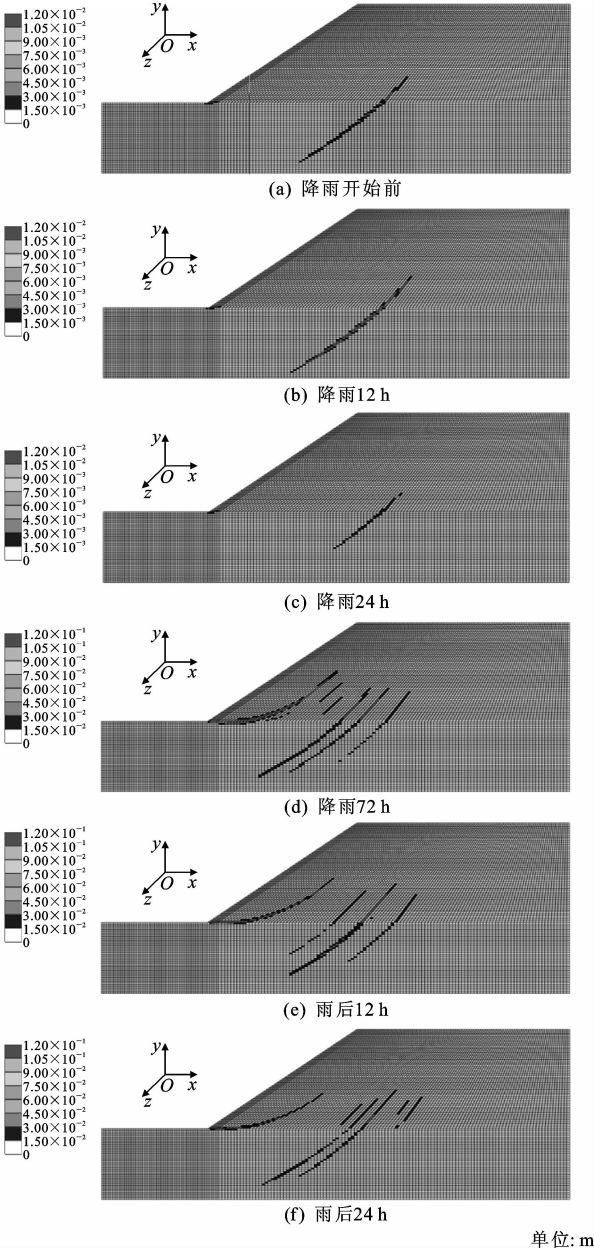 1.20×10⁻²
1.05×10⁻²
9.00×10⁻³
7.50×10⁻³
6.00×10⁻³
4.50×10⁻³
3.00×10⁻³
1.50×10⁻³
0
y
O
x
z
(a) 降雨开始前
1.20×10⁻²
1.05×10⁻²
9.00×10⁻³
7.50×10⁻³
6.00×10⁻³
4.50×10⁻³
3.00×10⁻³
1.50×10⁻³
0
y
O
x
z
(b) 降雨12 h
1.20×10⁻²
1.05×10⁻²
9.00×10⁻³
7.50×10⁻³
6.00×10⁻³
4.50×10⁻³
3.00×10⁻³
1.50×10⁻³
0
y
O
x
z
(c) 降雨24 h
1.20×10⁻¹
1.05×10⁻¹
9.00×10⁻²
7.50×10⁻²
6.00×10⁻²
4.50×10⁻²
3.00×10⁻²
1.50×10⁻²
0
y
O
x
z
(d) 降雨72 h
1.20×10⁻¹
1.05×10⁻¹
9.00×10⁻²
7.50×10⁻²
6.00×10⁻²
4.50×10⁻²
3.00×10⁻²
1.50×10⁻²
0
y
O
x
z
(e) 雨后12 h
1.20×10⁻¹
1.05×10⁻¹
9.00×10⁻²
7.50×10⁻²
6.00×10⁻²
4.50×10⁻²
3.00×10⁻²
1.50×10⁻²
0
y
O
x
z
(f) 雨后24 h
单位: m